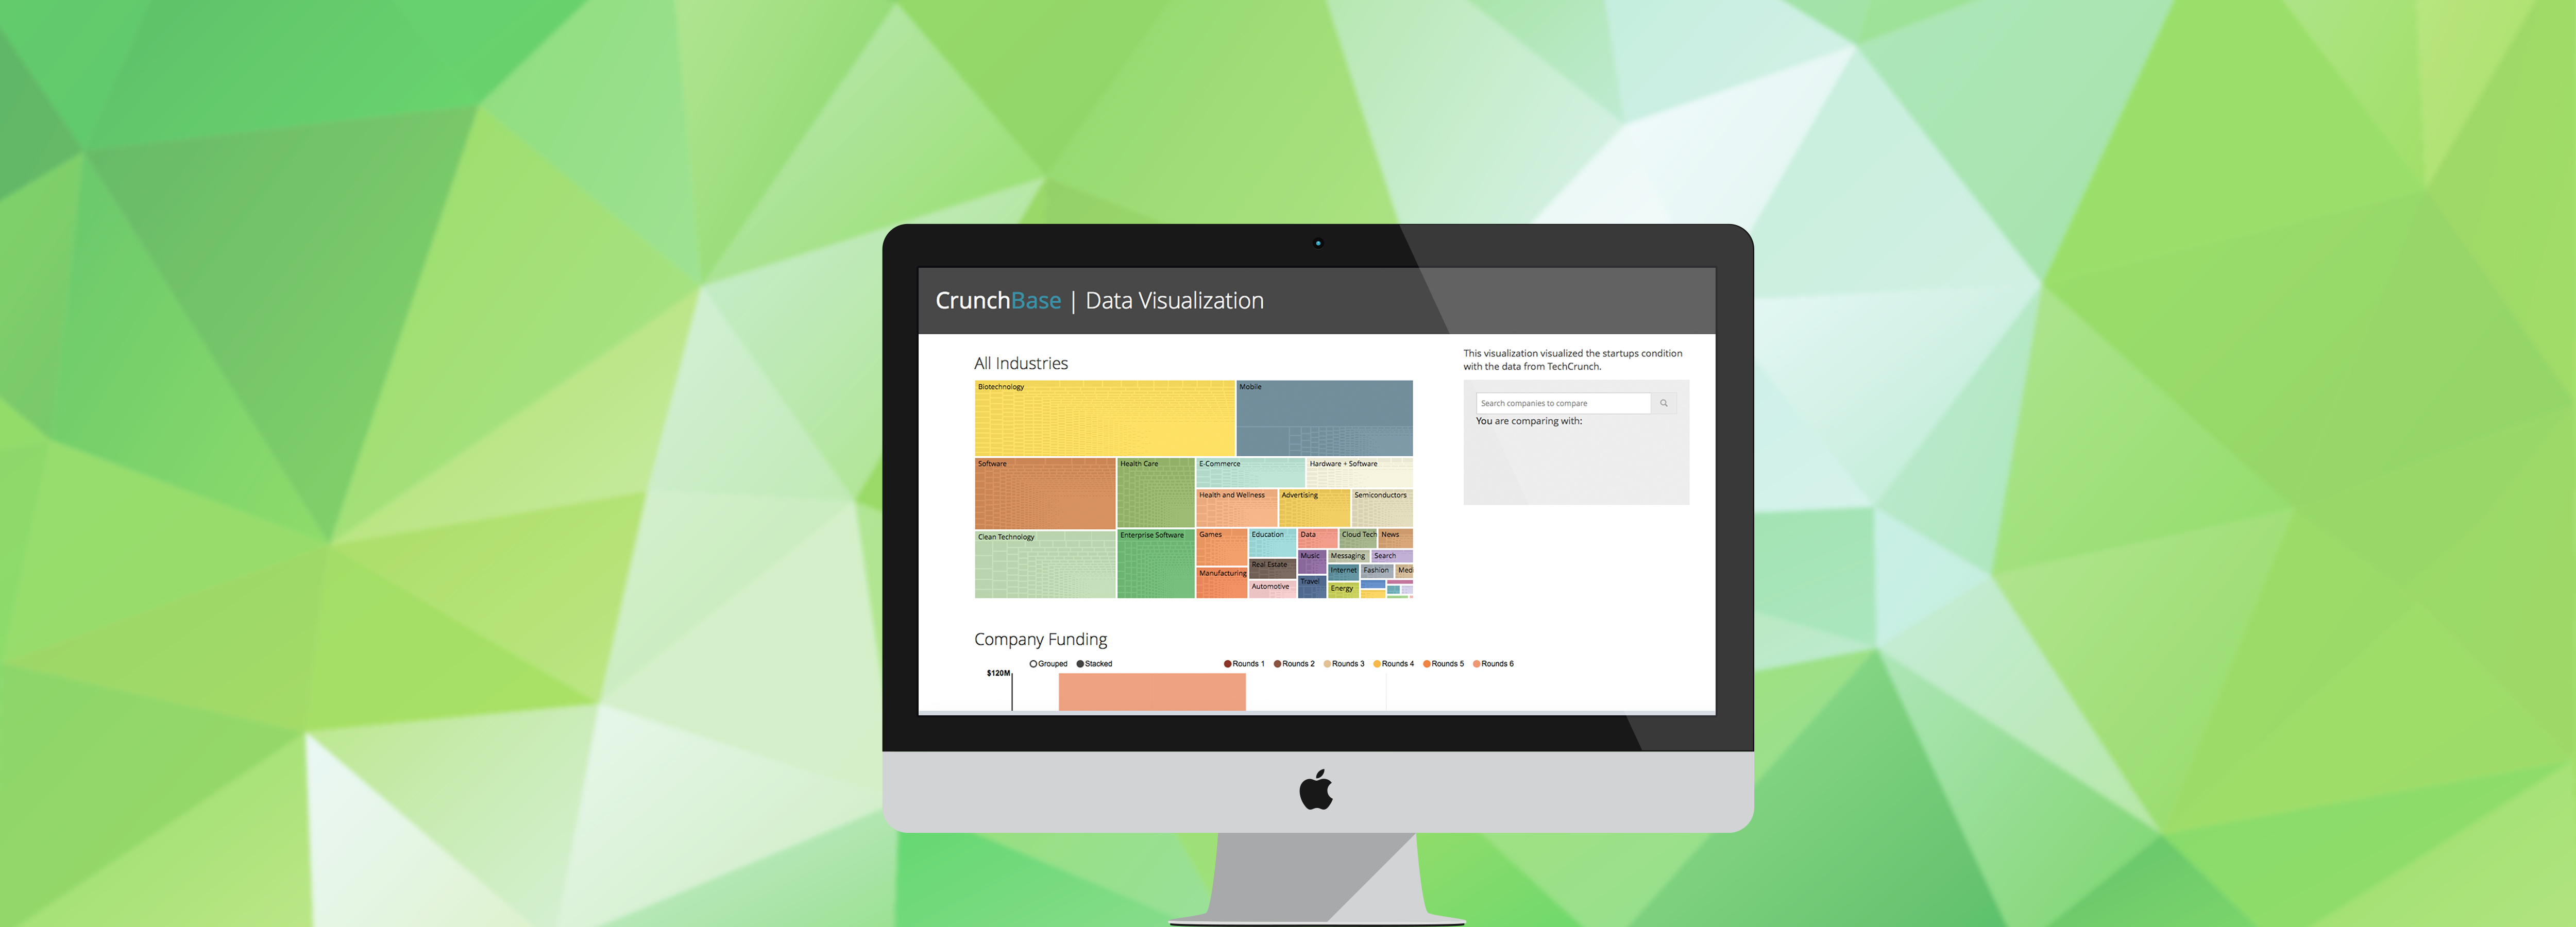 CrunchBase | Data Visualization
All Industries
This visualization visualized the startups condition
with the data from TechCrunch.
Search companies to compare
You are comparing with:
Biotechnology
Mobile
Software
Health Care
E-Commerce
Hardware + Software
Health and Wellness
Advertising
Semiconductors
Clean Technology
Enterprise Software
Games
Education
Data
Cloud Tech
News
Music
Messaging
Search
Real Estate
Internet
Fashion
Medi
Manufacturing
Travel
Automotive
Energy
Company Funding
Grouped Stacked Rounds 1 Rounds 2 Rounds 3 Rounds 4 Rounds 5 Rounds 6
$120M